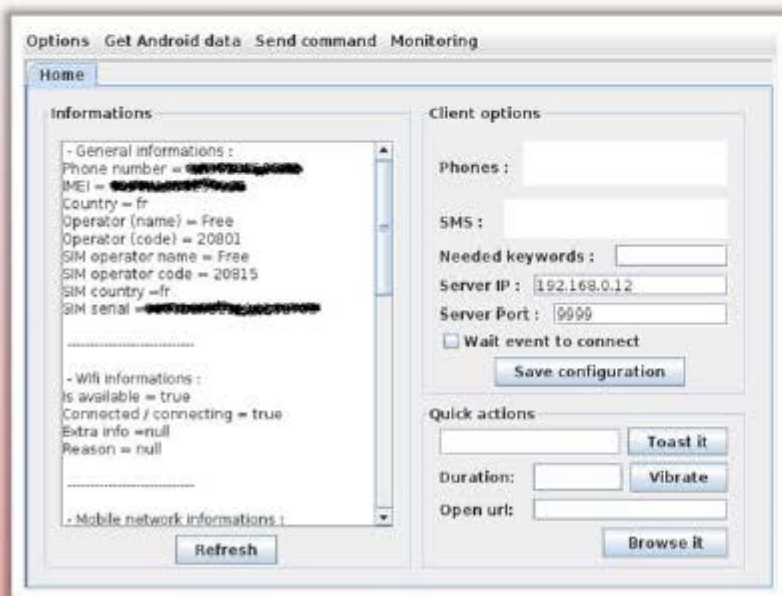 Options Get Android data Send command Monitoring
Home
Informations
- General informations :
Phone number =
IMEI =
Country = fr
Operator (name) = Free
Operator (code) = 20801
SIM operator name = Free
SIM operator code = 20815
SIM country =fr
SIM serial =
----------------------------
- Wifi informations :
Is available = true
Connected / connecting = true
Extra info =null
Reason = null
----------------------------
- Mobile network informations :
Refresh
Client options
Phones :
SMS :
Needed keywords :
Server IP : 192.168.0.12
Server Port : 9999
Wait event to connect
Save configuration
Quick actions
Toast it
Duration: Vibrate
Open url:
Browse it